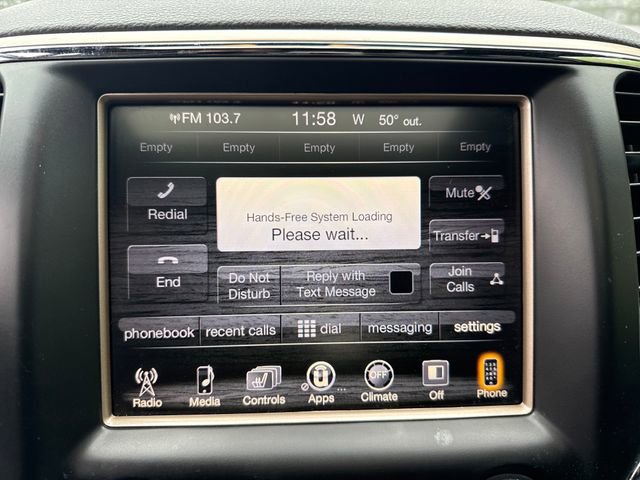 FM 103.7 11:58 W 50° out.
Empty Empty Empty Empty Empty
Redial
Hands-Free System Loading
Please wait...
Mute
Transfer
End
Do Not
Disturb
Reply with
Text Message
Join
Calls
phonebook recent calls dial messaging settings
Radio Media Controls Apps ... OFF Climate Off Phone